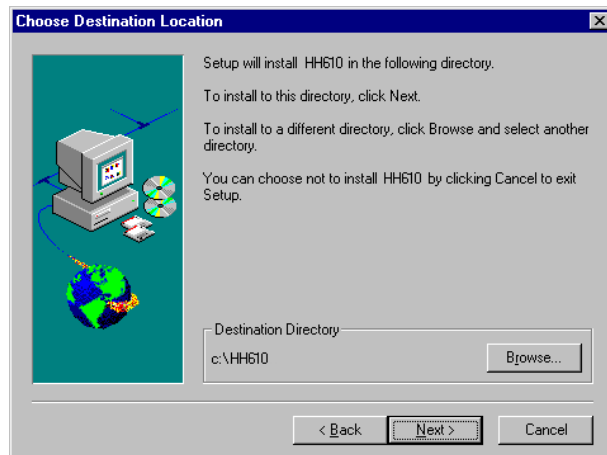 Choose Destination Location
Setup will install HH610 in the following directory.
To install to this directory, click Next.
To install to a different directory, click Browse and select another
directory.
You can choose not to install HH610 by clicking Cancel to exit
Setup.
Destination Directory
c:\HH610
Browse...
< Back
Next >
Cancel